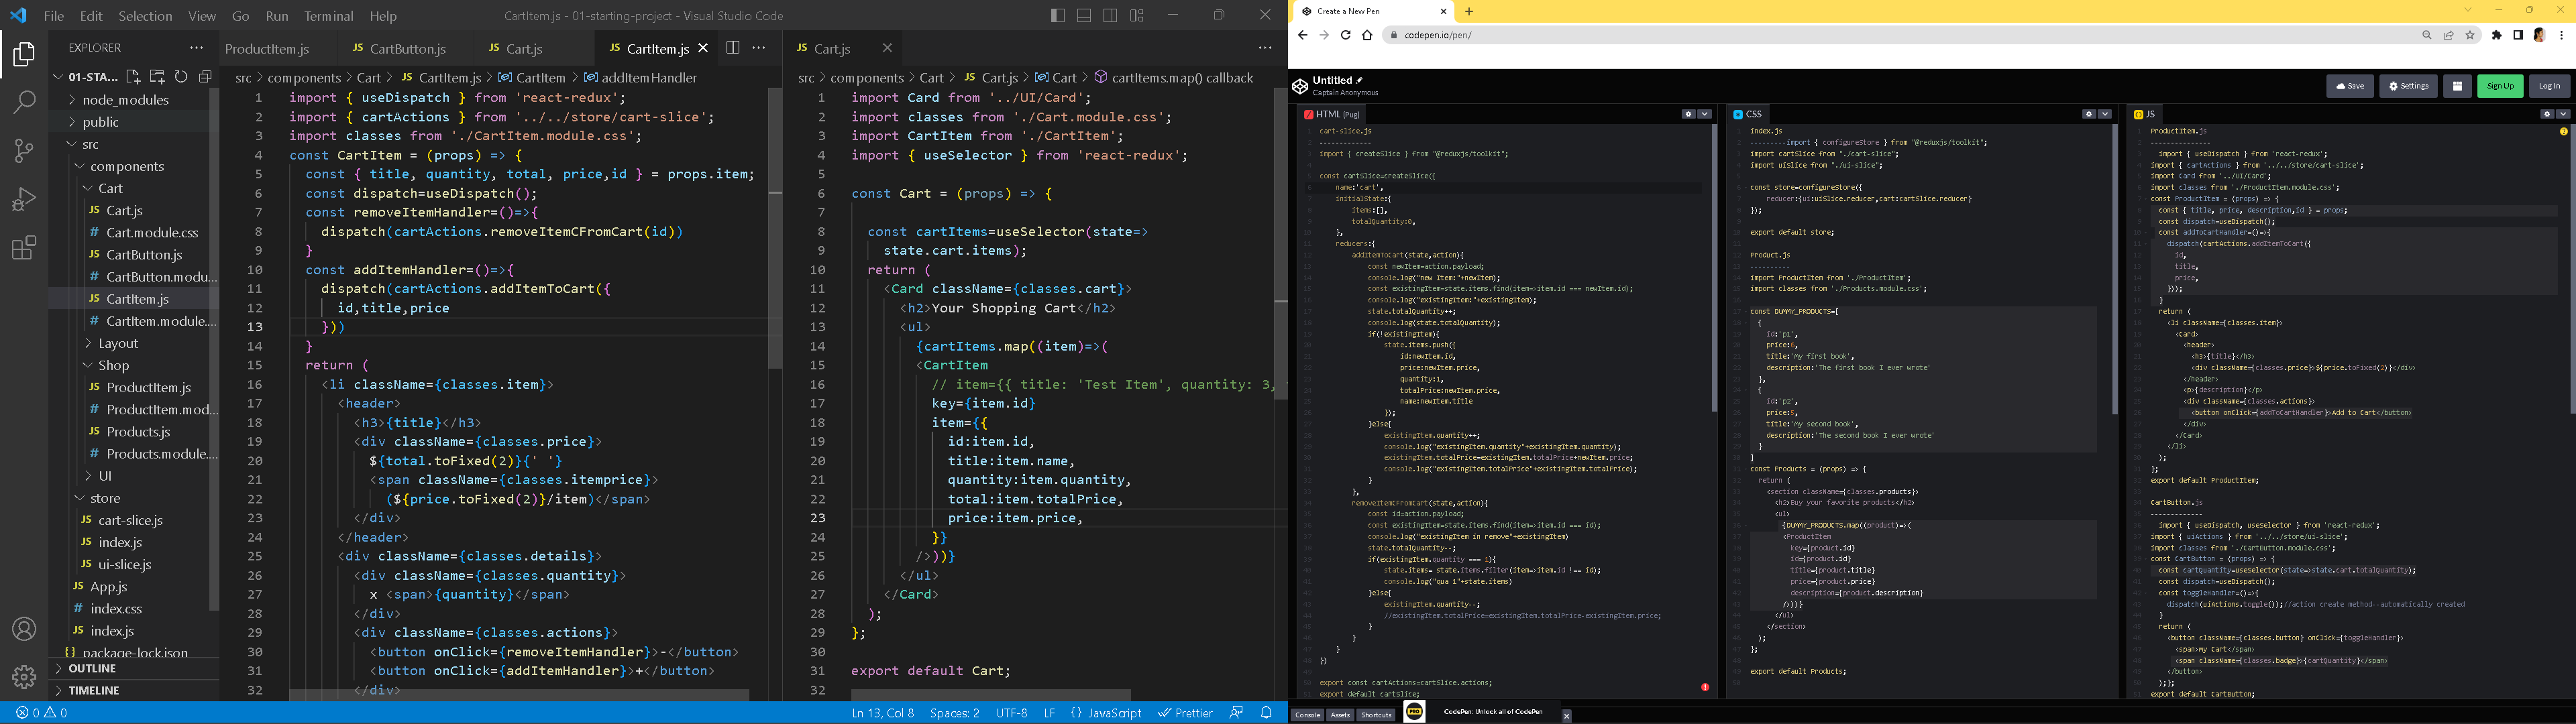 File Edit Selection View Go Run Terminal Help
CartItem.js - 01-starting-project - Visual Studio Code
EXPLORER
01-STA...
node_modules
public
src
components
Cart
JS Cart.js
# Cart.module.css
JS CartButton.js
# CartButton.modu...
JS CartItem.js
# CartItem.module....
Layout
Shop
JS ProductItem.js
# ProductItem.mod...
JS Products.js
# Products.module....
UI
store
JS cart-slice.js
JS index.js
JS ui-slice.js
JS App.js
# index.css
JS index.js
{} package-lock.json
OUTLINE
TIMELINE
ProductItem.js JS CartButton.js JS Cart.js JS CartItem.js
src > components > Cart > JS CartItem.js > CartItem > addItemHandler
1 import { useDispatch } from 'react-redux';
2 import { cartActions } from '../../store/cart-slice';
3 import classes from './CartItem.module.css';
4 const CartItem = (props) => {
5 const { title, quantity, total, price,id } = props.item;
6 const dispatch=useDispatch();
7 const removeItemHandler=()=>{
8 dispatch(cartActions.removeItemCFromCart(id))
9 }
10 const addItemHandler=()=>{
11 dispatch(cartActions.addItemToCart({
12 id,title,price
13 }))
14 }
15 return (
16 <li className={classes.item}>
17 <header>
18 <h3>{title}</h3>
19 <div className={classes.price}>
20 ${total.toFixed(2)}{' '}
21 <span className={classes.itemprice}>
22 (${price.toFixed(2)}/item)</span>
23 </div>
24 </header>
25 <div className={classes.details}>
26 <div className={classes.quantity}>
27 x <span>{quantity}</span>
28 </div>
29 <div className={classes.actions}>
30 <button onClick={removeItemHandler}>-</button>
31 <button onClick={addItemHandler}>+</button>
32 </div>
JS Cart.js
src > components > Cart > JS Cart.js > Cart > cartItems.map() callback
1 import Card from '../UI/Card';
2 import classes from './Cart.module.css';
3 import CartItem from './CartItem';
4 import { useSelector } from 'react-redux';
5
6 const Cart = (props) => {
7
8 const cartItems=useSelector(state=>
9 state.cart.items);
10 return (
11 <Card className={classes.cart}>
12 <h2>Your Shopping Cart</h2>
13 <ul>
14 {cartItems.map((item)=>(
15 <CartItem
16 // item={{ title: 'Test Item', quantity: 3,
17 key={item.id}
18 item={{
19 id:item.id,
20 title:item.name,
21 quantity:item.quantity,
22 total:item.totalPrice,
23 price:item.price,
24 }}
25 />))}
26 </ul>
27 </Card>
28 );
29 };
30
31 export default Cart;
32
0 0
Ln 13, Col 8 Spaces: 2 UTF-8 LF {} JavaScript Prettier
Create a New Pen
codepen.io/pen/
Untitled
Captain Anonymous
Save Settings Sign Up Log In
HTML (Pug)
cart-slice.js
-------------
import { createSlice } from "@reduxjs/toolkit";
const cartSlice=createSlice({
name:'cart',
initialState:{
items:[],
totalQuantity:0,
},
reducers:{
addItemToCart(state,action){
const newItem=action.payload;
console.log("new Item:"+newItem);
const existingItem=state.items.find(item=>item.id === newItem.id);
console.log("existingItem:"+existingItem);
state.totalQuantity++;
console.log(state.totalQuantity);
if(!existingItem){
state.items.push({
id:newItem.id,
price:newItem.price,
quantity:1,
totalPrice:newItem.price,
name:newItem.title
});
}else{
existingItem.quantity++;
console.log("existingItem.quantity"+existingItem.quantity);
existingItem.totalPrice=existingItem.totalPrice+newItem.price;
console.log("existingItem.totalPrice"+existingItem.totalPrice);
}
},
removeItemCFromCart(state,action){
const id=action.payload;
const existingItem=state.items.find(item=>item.id === id);
console.log("existingItem in remove"+existingItem)
state.totalQuantity--;
if(existingItem.quantity === 1){
state.items= state.items.filter(item=>item.id !== id);
console.log("qua 1"+state.items)
}else{
existingItem.quantity--;
//existingItem.totalPrice=existingItem.totalPrice-existingItem.price;
}
}
}
})
export const cartActions=cartSlice.actions;
export default cartSlice;
CSS
index.js
---------import { configureStore } from "@reduxjs/toolkit";
import cartSlice from "./cart-slice";
import uiSlice from "./ui-slice";
const store=configureStore({
reducer:{ui:uiSlice.reducer,cart:cartSlice.reducer}
});
export default store;
Product.js
----------
import ProductItem from './ProductItem';
import classes from './Products.module.css';
const DUMMY_PRODUCTS=[
{
id:'p1',
price:6,
title:'My first book',
description:'The first book I ever wrote'
},
{
id:'p2',
price:5,
title:'My second book',
description:'The second book I ever wrote'
}
]
const Products = (props) => {
return (
<section className={classes.products}>
<h2>Buy your favorite products</h2>
<ul>
{DUMMY_PRODUCTS.map((product)=>(
<ProductItem
key={product.id}
id={product.id}
title={product.title}
price={product.price}
description={product.description}
/>))}
</ul>
</section>
);
};
export default Products;
JS
ProductItem.js
--------------
import { useDispatch } from 'react-redux';
import { cartActions } from '../../store/cart-slice';
import Card from '../UI/Card';
import classes from './ProductItem.module.css';
const ProductItem = (props) => {
const { title, price, description,id } = props;
const dispatch=useDispatch();
const addToCartHandler=()=>{
dispatch(cartActions.addItemToCart({
id,
title,
price,
}));
}
return (
<li className={classes.item}>
<Card>
<header>
<h3>{title}</h3>
<div className={classes.price}>${price.toFixed(2)}</div>
</header>
<p>{description}</p>
<div className={classes.actions}>
<button onClick={addToCartHandler}>Add to Cart</button>
</div>
</Card>
</li>
);
};
export default ProductItem;
CartButton.js
-------------
import { useDispatch, useSelector } from 'react-redux';
import { uiActions } from '../../store/ui-slice';
import classes from './CartButton.module.css';
const CartButton = (props) => {
const cartQuantity=useSelector(state=>state.cart.totalQuantity);
const dispatch=useDispatch();
const toggleHandler=()=>{
dispatch(uiActions.toggle());//action create method--automatically created
}
return (
<button className={classes.button} onClick={toggleHandler}>
<span>My Cart</span>
<span className={classes.badge}>{cartQuantity}</span>
</button>
);};
export default CartButton;
Console Assets Shortcuts
PRO CodePen: Unlock all of CodePen